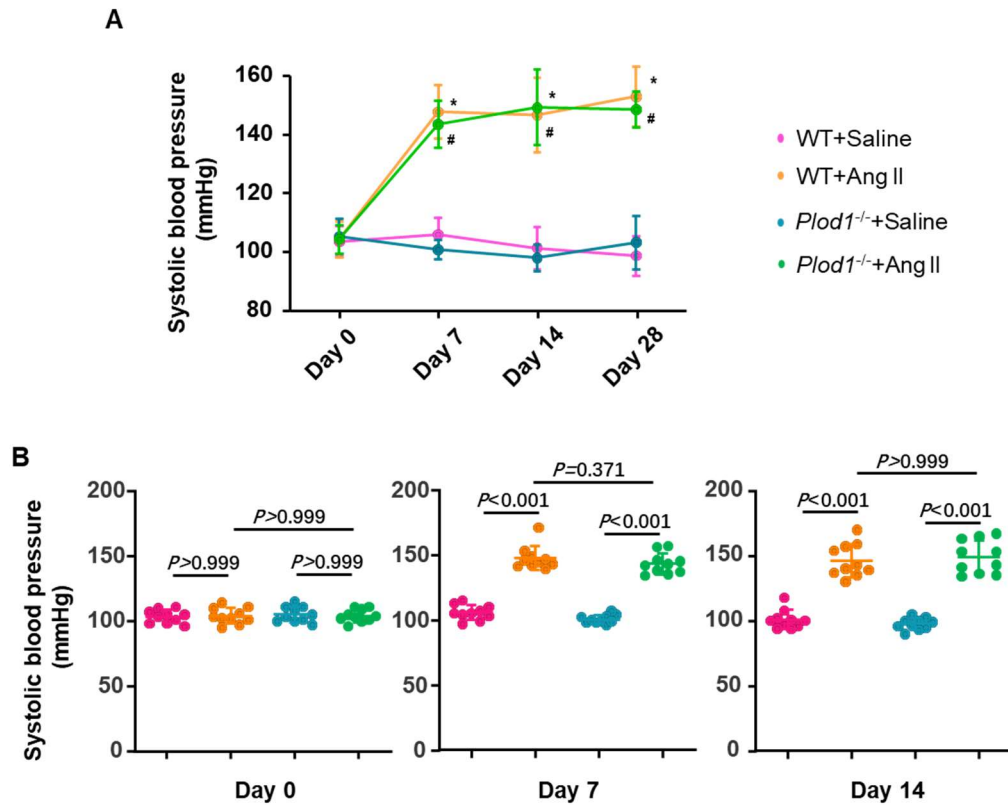 A
Systolic blood pressure
(mmHg)
160
140
120
100
80
*
#
*
#
*
#
Day 0
Day 7
Day 14
Day 28
WT+Saline
WT+Ang II
Plod1-/-+Saline
Plod1-/-+Ang II
B
Systolic blood pressure
(mmHg)
200
150
100
50
0
P>0.999
P>0.999
P>0.999
Day 0
200
150
100
50
0
P=0.371
P<0.001
P<0.001
Day 7
200
150
100
50
0
P>0.999
P<0.001
P<0.001
Day 14